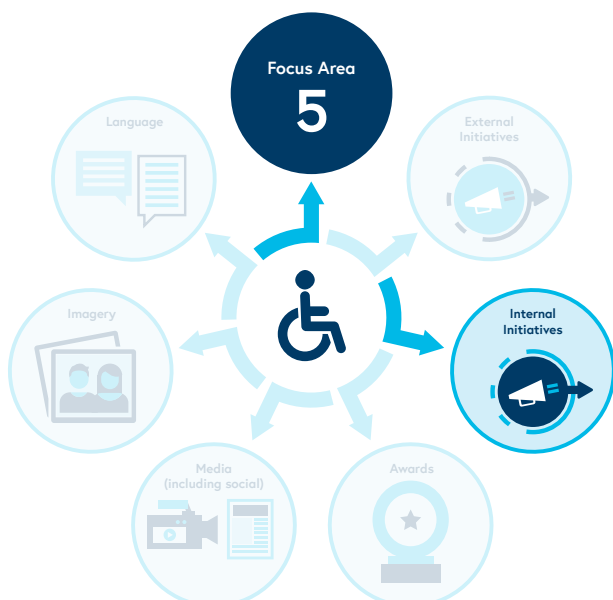 Focus Area
5
Language
External
Initiatives
Imagery
Internal
Initiatives
Media
(including social)
Awards